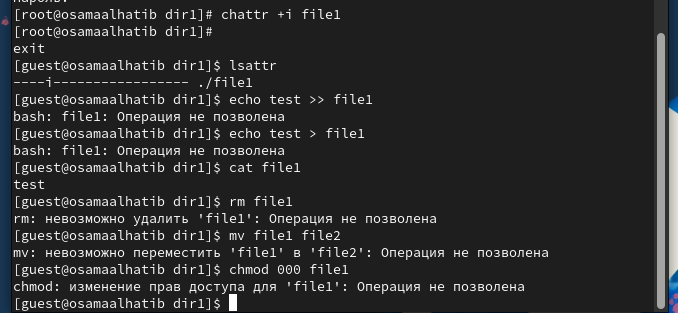 пароль:
[root@osamaalhatib dir1]# chattr +i file1
[root@osamaalhatib dir1]#
exit
[guest@osamaalhatib dir1]$ lsattr
----i----------------- ./file1
[guest@osamaalhatib dir1]$ echo test >> file1
bash: file1: Операция не позволена
[guest@osamaalhatib dir1]$ echo test > file1
bash: file1: Операция не позволена
[guest@osamaalhatib dir1]$ cat file1
test
[guest@osamaalhatib dir1]$ rm file1
rm: невозможно удалить 'file1': Операция не позволена
[guest@osamaalhatib dir1]$ mv file1 file2
mv: невозможно переместить 'file1' в 'file2': Операция не позволена
[guest@osamaalhatib dir1]$ chmod 000 file1
chmod: изменение прав доступа для 'file1': Операция не позволена
[guest@osamaalhatib dir1]$